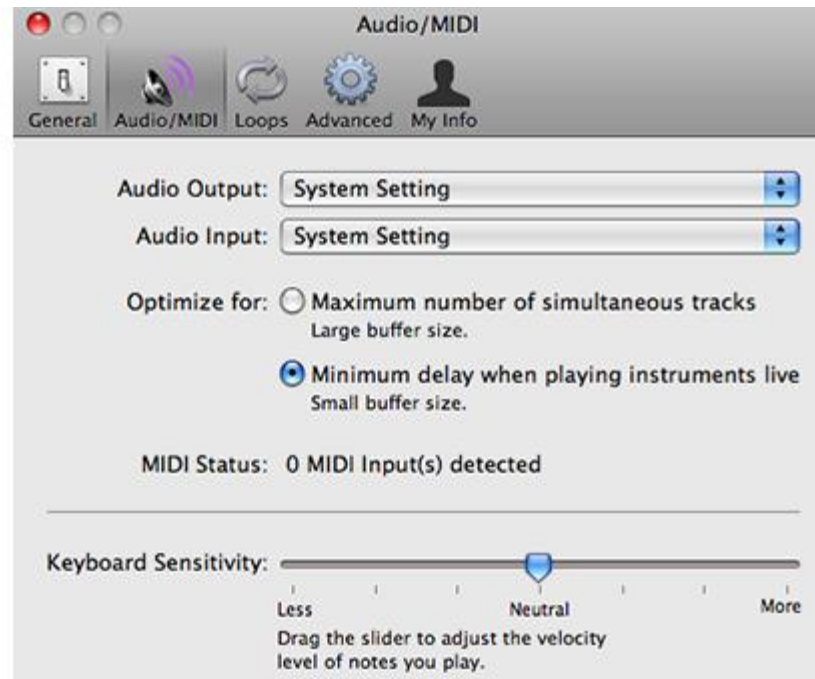 Audio/MIDI
General Audio/MIDI Loops Advanced My Info
Audio Output: System Setting
Audio Input: System Setting
Optimize for: Maximum number of simultaneous tracks
Large buffer size.
Minimum delay when playing instruments live
Small buffer size.
MIDI Status: 0 MIDI Input(s) detected
Keyboard Sensitivity:
Less Neutral More
Drag the slider to adjust the velocity
level of notes you play.